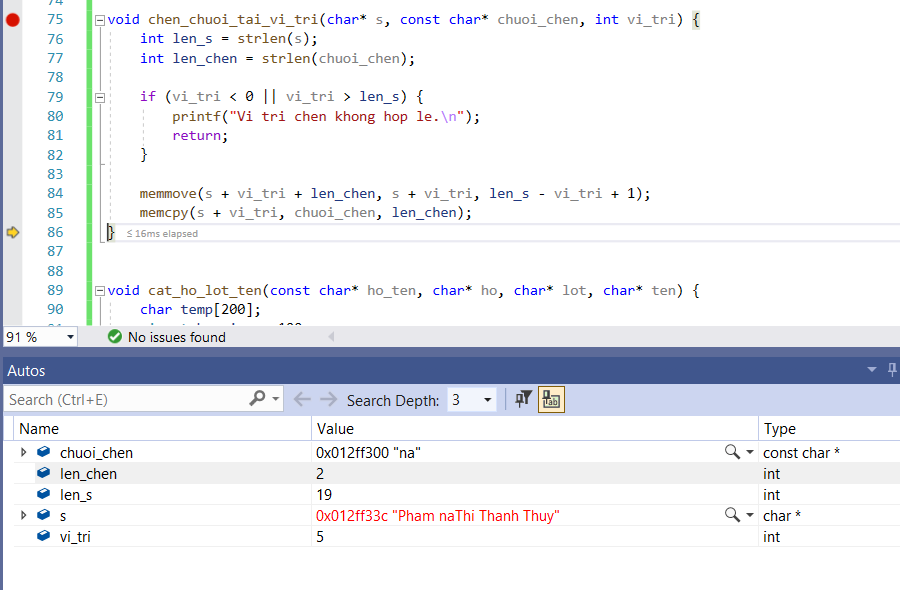 74
75 void chen_chuoi_tai_vi_tri(char* s, const char* chuoi_chen, int vi_tri) {
76 int len_s = strlen(s);
77 int len_chen = strlen(chuoi_chen);
78
79 if (vi_tri < 0 || vi_tri > len_s) {
80 printf("Vi tri chen khong hop le.\n");
81 return;
82 }
83
84 memmove(s + vi_tri + len_chen, s + vi_tri, len_s - vi_tri + 1);
85 memcpy(s + vi_tri, chuoi_chen, len_chen);
86 } ≤ 16ms elapsed
87
88
89 void cat_ho_lot_ten(const char* ho_ten, char* ho, char* lot, char* ten) {
90 char temp[200];
91 % No issues found
Autos
Search (Ctrl+E) Search Depth: 3
Name Value Type
chuoi_chen 0x012ff300 "na" const char *
len_chen 2 int
len_s 19 int
s 0x012ff33c "Pham naThi Thanh Thuy" char *
vi_tri 5 int